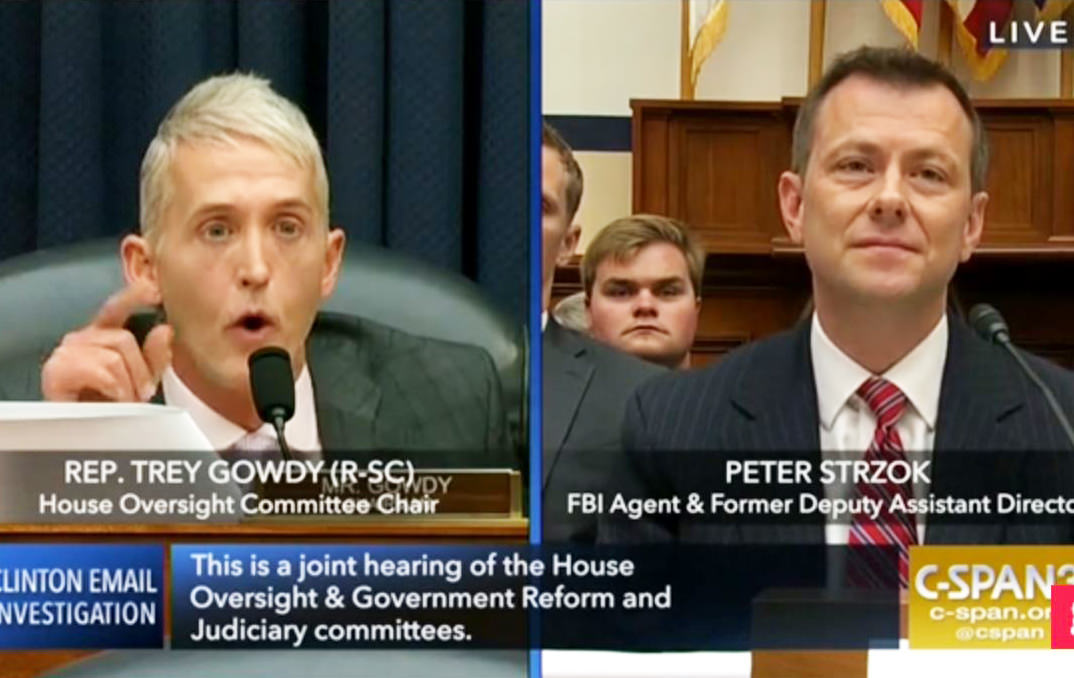 LIVE
REP. TREY GOWDY (R-SC)
House Oversight Committee Chair
MR. GOWDY
PETER STRZOK
FBI Agent & Former Deputy Assistant Directo
CLINTON EMAIL
INVESTIGATION
This is a joint hearing of the House
Oversight & Government Reform and
Judiciary committees.
C-SPAN3
c-span.or
@cspan